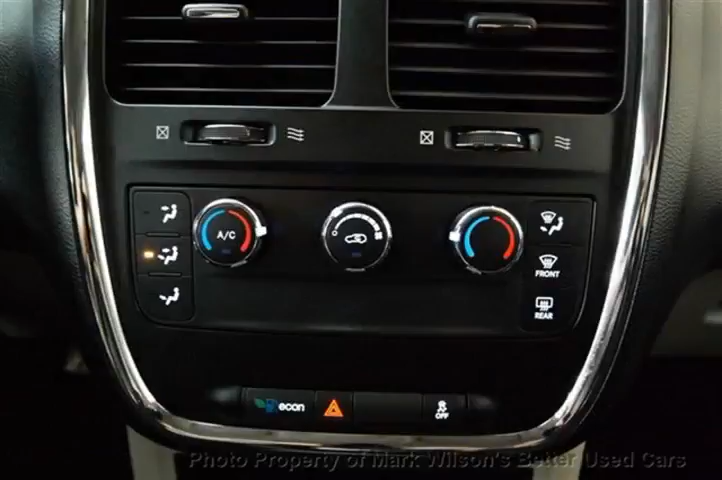 A/C
FRONT
REAR
econ
OFF
Photo Property of Mark Wilson's Better Used Cars